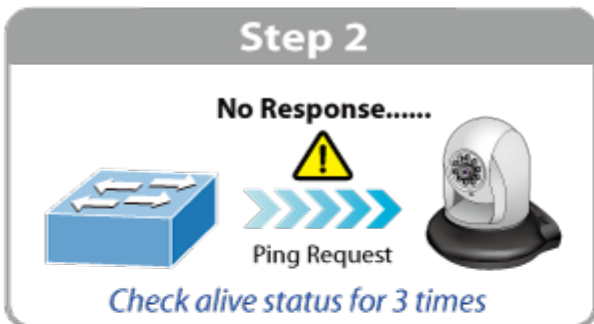 Step 2
No Response......
Ping Request
Check alive status for 3 times